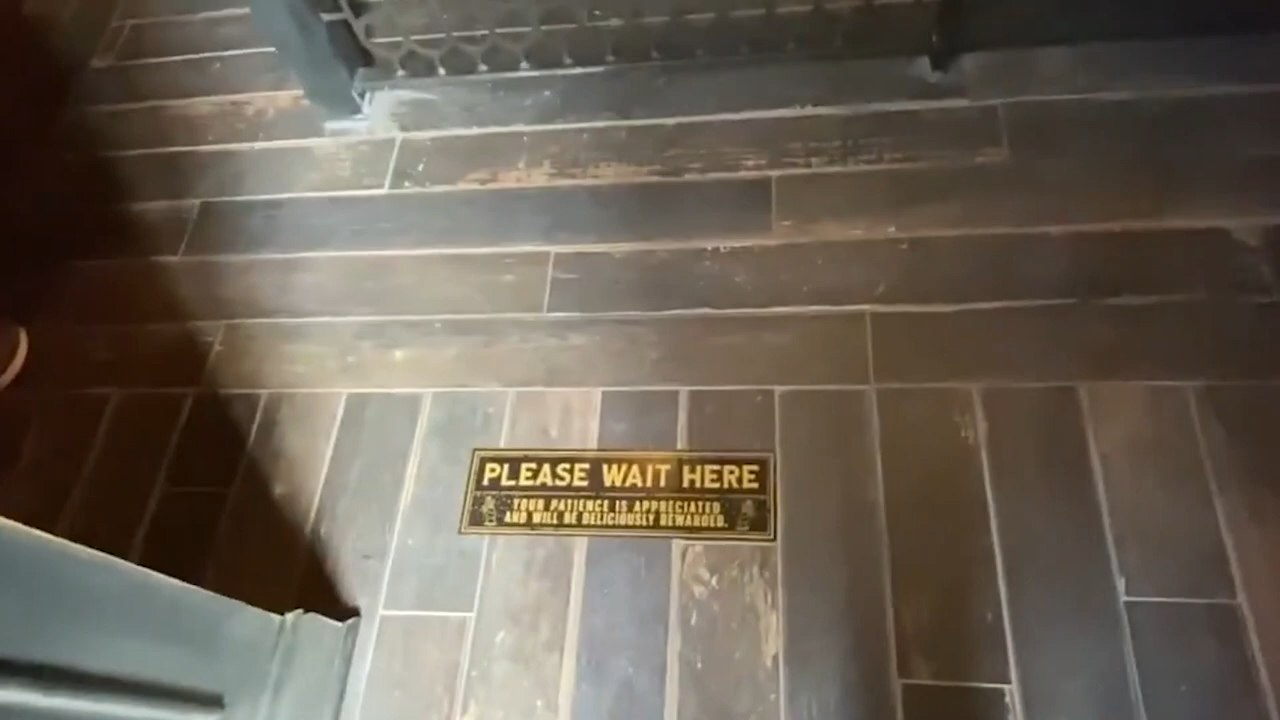 PLEASE WAIT HERE
YOUR PATIENCE IS APPRECIATED
AND WILL BE DELICIOUSLY REWARDED.